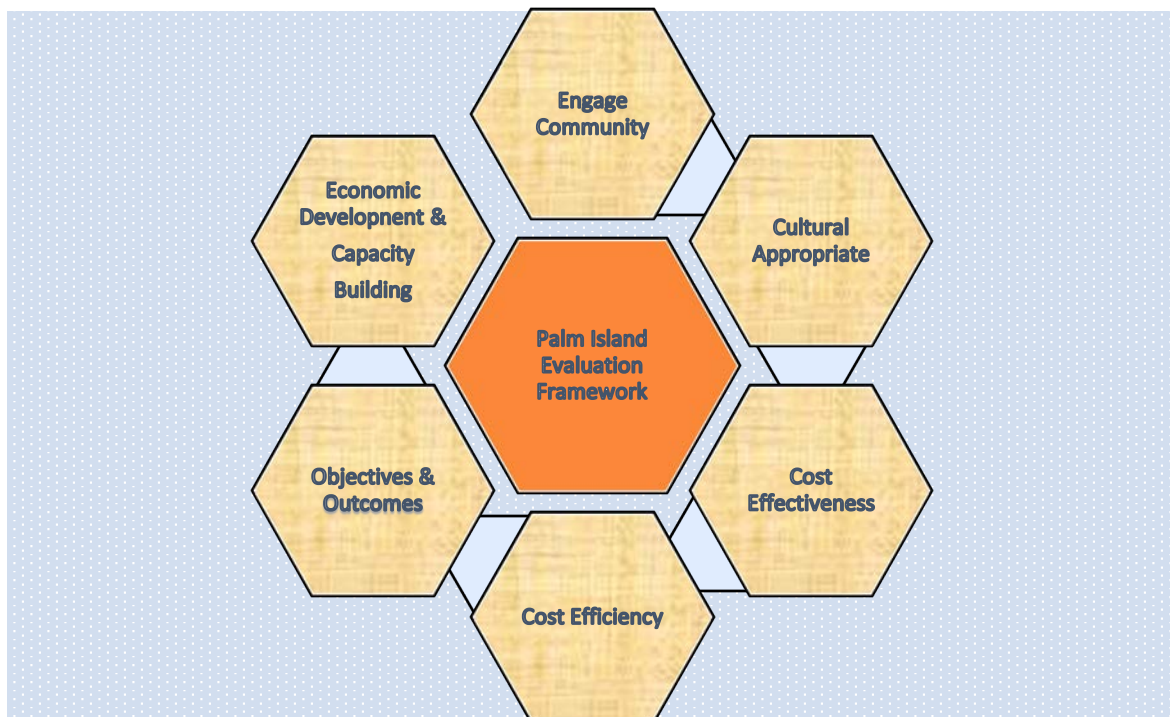 Engage
Community
Economic
Development &
Capacity
Building
Cultural
Appropriate
Palm Island
Evaluation
Framework
Objectives &
Outcomes
Cost
Effectiveness
Cost Efficiency